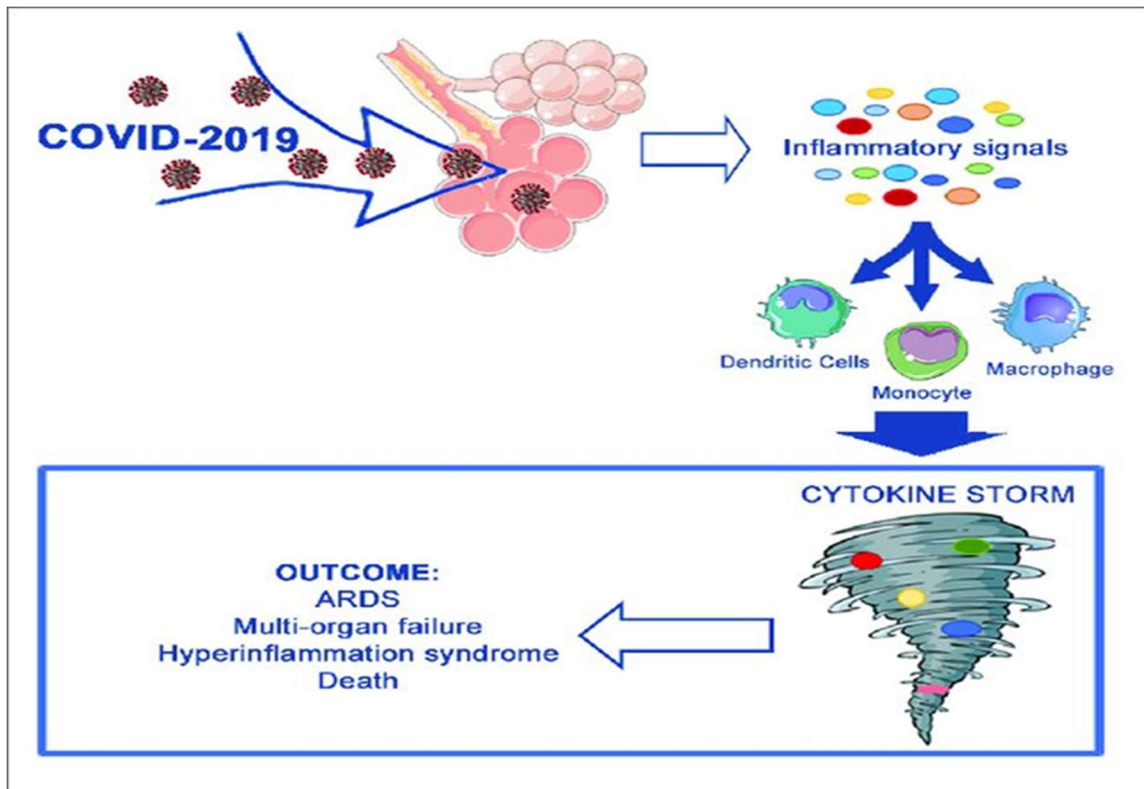 COVID-2019
Inflammatory signals
Dendritic Cells
Monocyte
Macrophage
CYTOKINE STORM
OUTCOME:
ARDS
Multi-organ failure
Hyperinflammation syndrome
Death